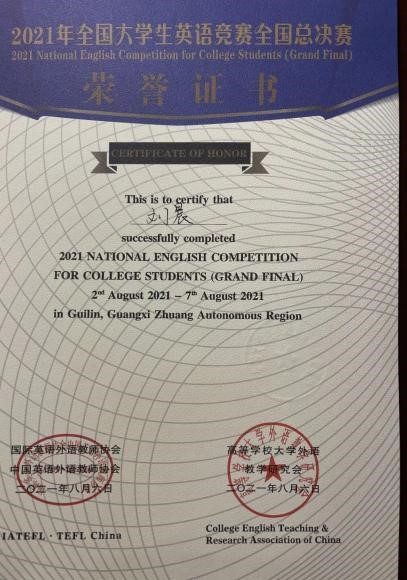 2021年全国大学生英语竞赛全国总决赛
2021 National English Competition for College Students (Grand Final)
荣誉证书
CERTIFICATE OF HONOR
This is to certify that
刘晨
successfully completed
2021 NATIONAL ENGLISH COMPETITION
FOR COLLEGE STUDENTS (GRAND FINAL)
2nd August 2021 – 7th August 2021
in Guilin, Guangxi Zhuang Autonomous Region
国际英语外语教师协会
中国英语外语教师协会
二〇二一年八月六日
IATEFL · TEFL China
高等学校大学外语
教学研究会
二〇二一年八月六日
College English Teaching &
Research Association of China